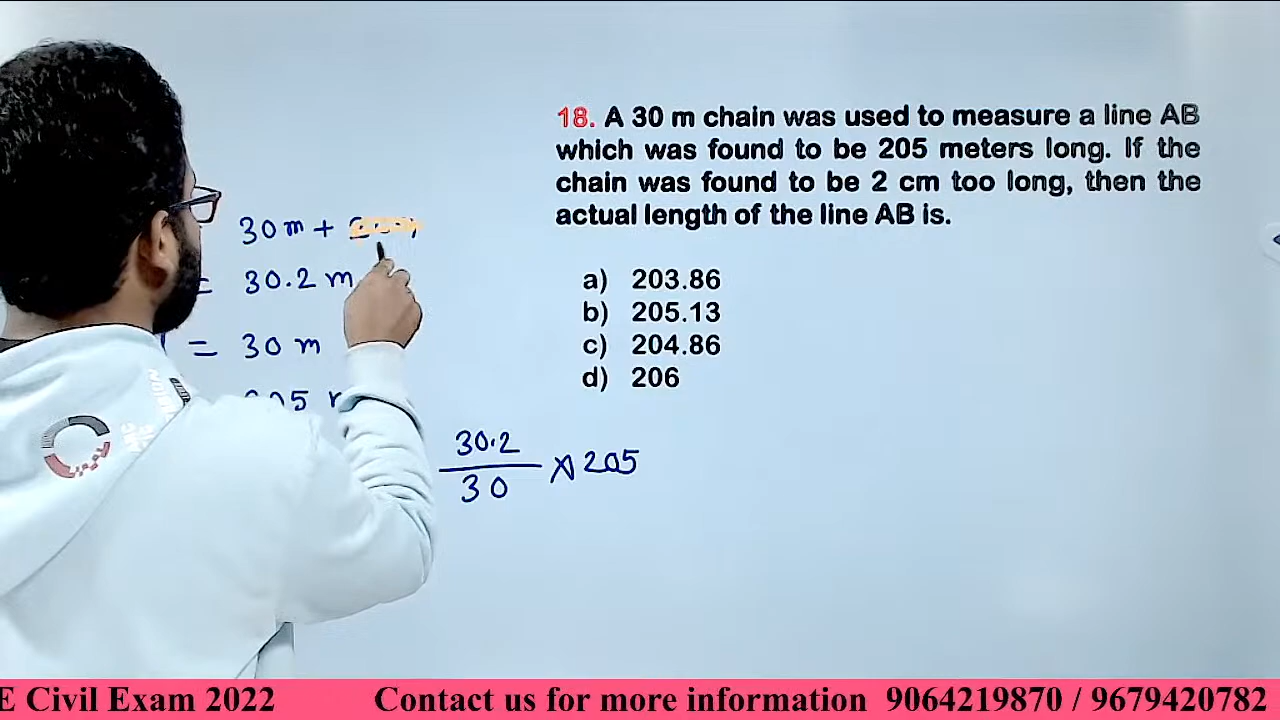 18. A 30 m chain was used to measure a line AB
which was found to be 205 meters long. If the
chain was found to be 2 cm too long, then the
actual length of the line AB is.
a) 203.86
b) 205.13
c) 204.86
d) 206
30 m +
= 30.2 m
= 30 m
205
30.2
30
× 205
E Civil Exam 2022 Contact us for more information 9064219870 / 9679420782